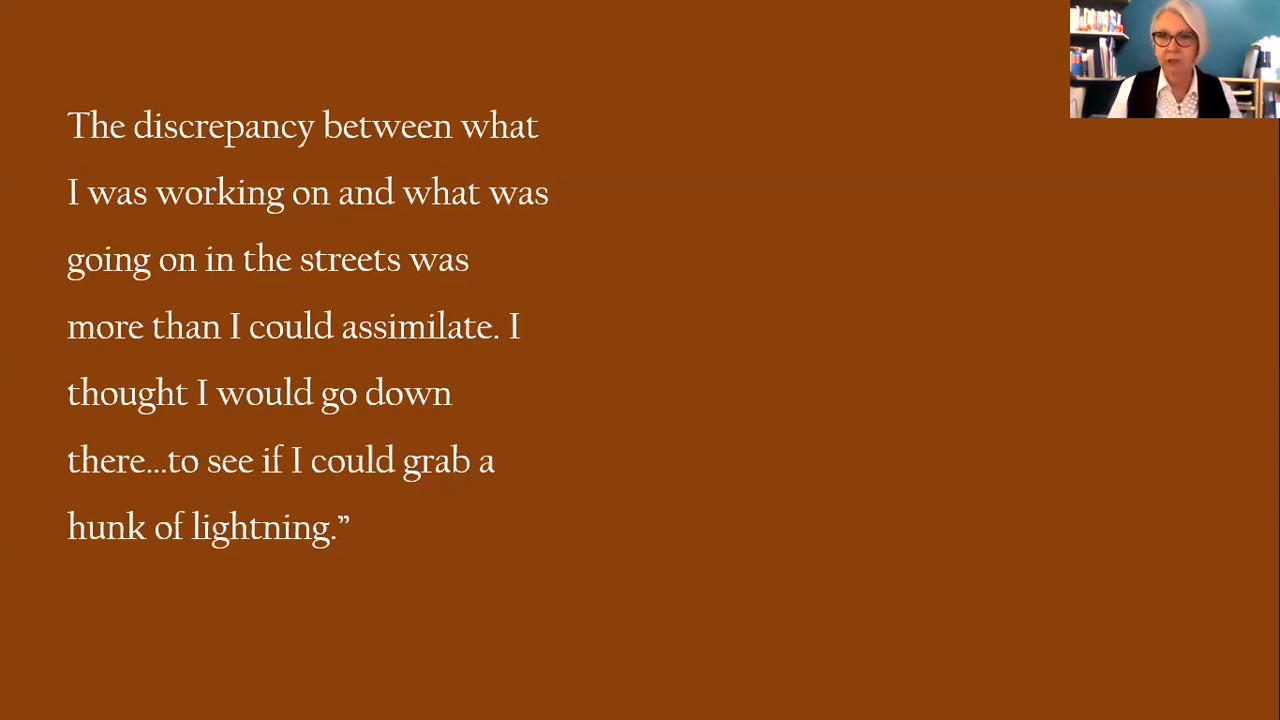 The discrepancy between what
I was working on and what was
going on in the streets was
more than I could assimilate. I
thought I would go down
there...to see if I could grab a
hunk of lightning.”